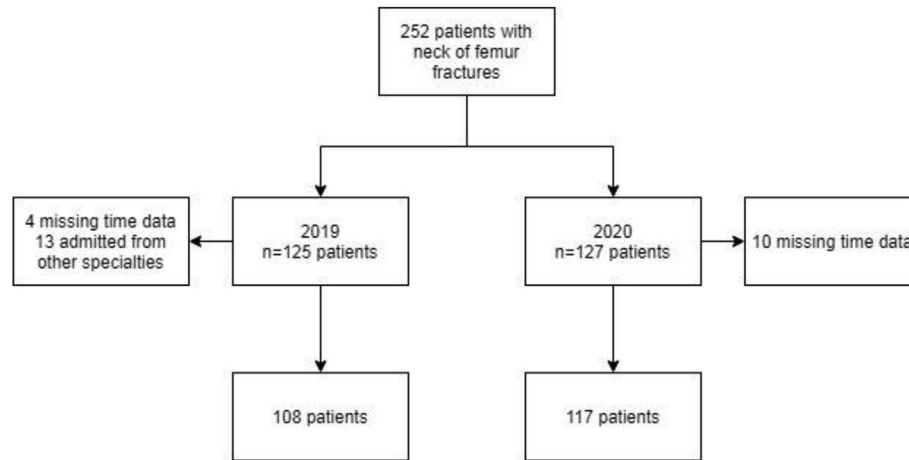 252 patients with
neck of femur
fractures
4 missing time data
13 admitted from
other specialties
2019
n=125 patients
2020
n=127 patients
10 missing time data
108 patients
117 patients